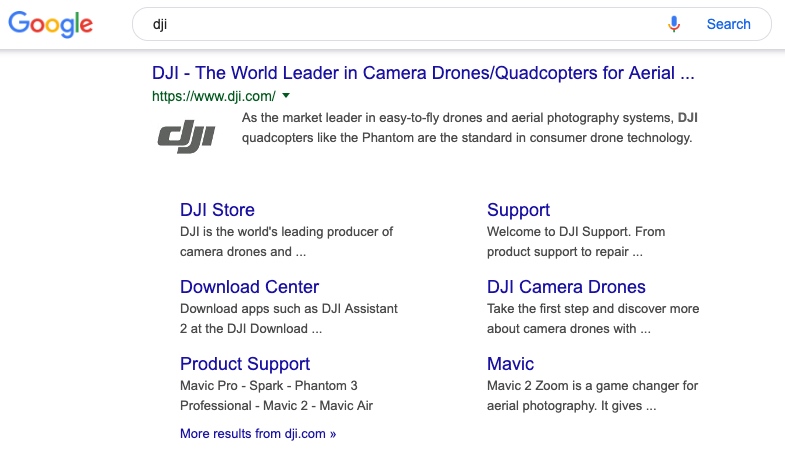 Google
dji
Search
DJI - The World Leader in Camera Drones/Quadcopters for Aerial ...
https://www.dji.com/
dji
As the market leader in easy-to-fly drones and aerial photography systems, DJI
quadcopters like the Phantom are the standard in consumer drone technology.
DJI Store
DJI is the world's leading producer of
camera drones and ...
Support
Welcome to DJI Support. From
product support to repair ...
Download Center
Download apps such as DJI Assistant
2 at the DJI Download ...
DJI Camera Drones
Take the first step and discover more
about camera drones with ...
Product Support
Mavic Pro - Spark - Phantom 3
Professional - Mavic 2 - Mavic Air
Mavic
Mavic 2 Zoom is a game changer for
aerial photography. It gives ...
More results from dji.com »